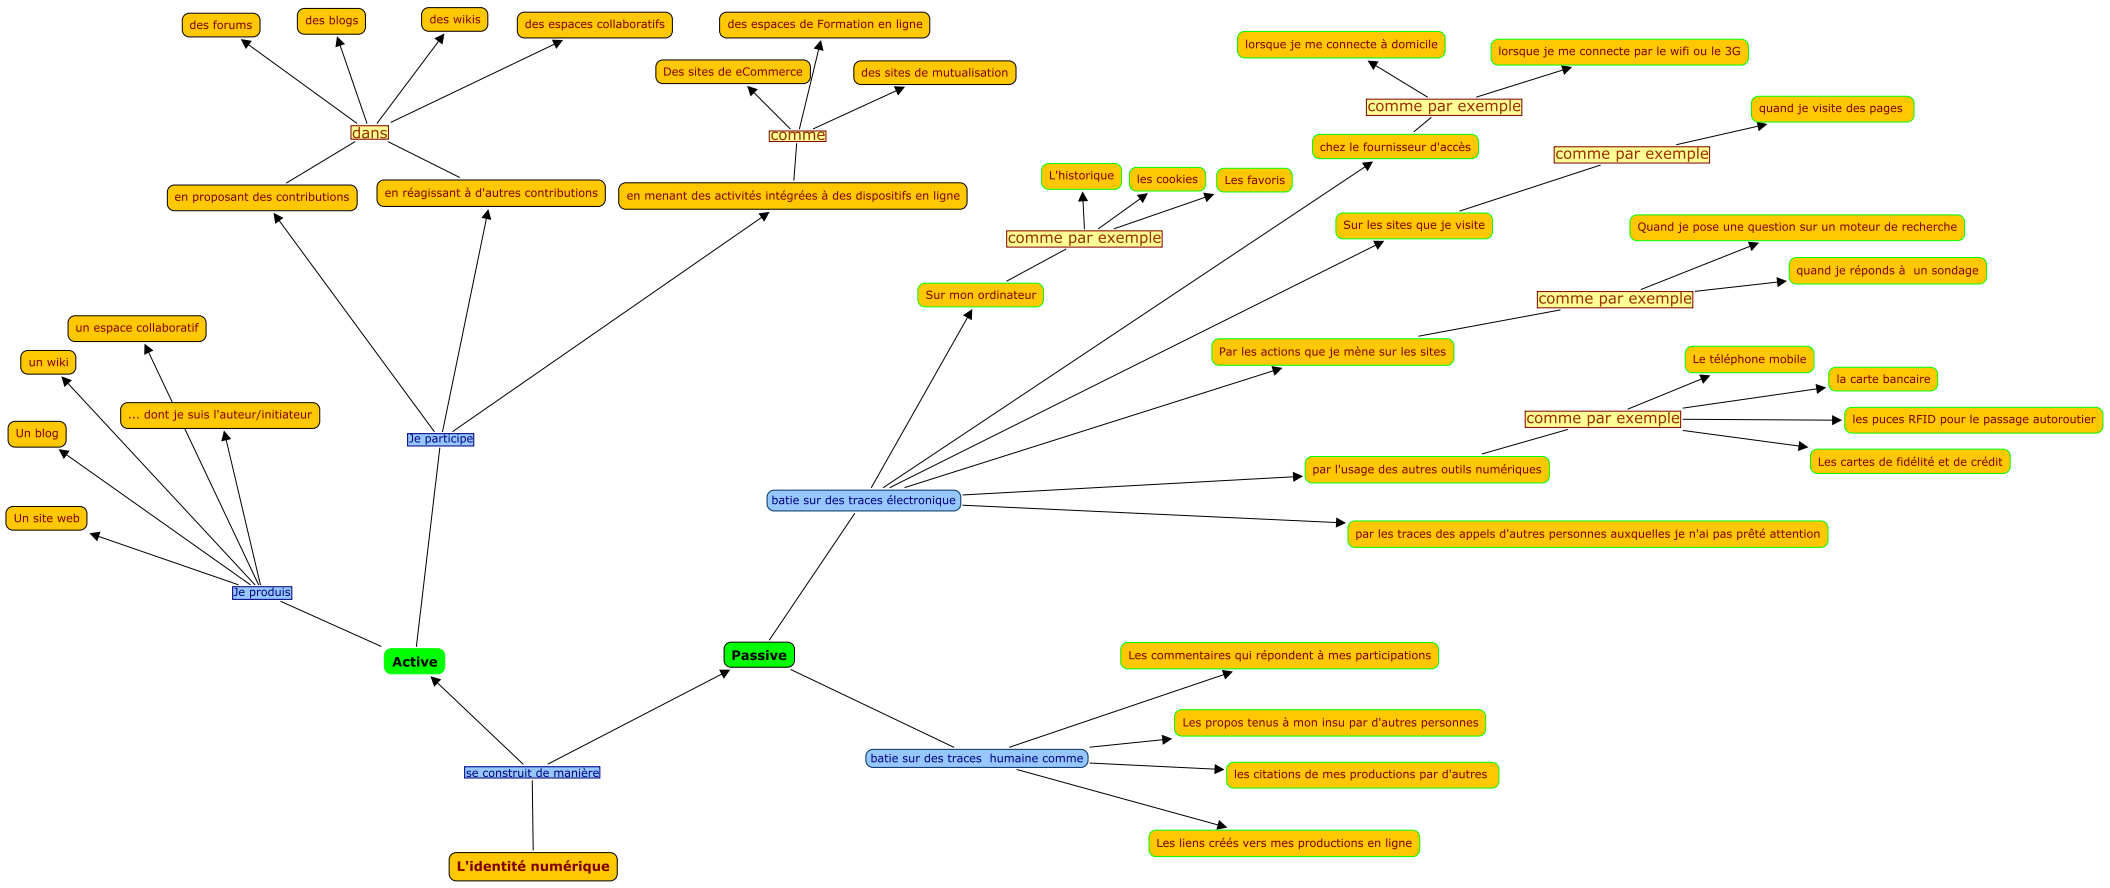 des forums
des blogs
des wikis
des espaces collaboratifs
dans
en proposant des contributions
en réagissant à d'autres contributions
des espaces de Formation en ligne
Des sites de eCommerce
des sites de mutualisation
comme
en menant des activités intégrées à des dispositifs en ligne
un espace collaboratif
un wiki
... dont je suis l'auteur/initiateur
Un blog
Un site web
Je produis
Je participe
Active
lorsque je me connecte à domicile
lorsque je me connecte par le wifi ou le 3G
comme par exemple
chez le fournisseur d'accès
quand je visite des pages
comme par exemple
Sur les sites que je visite
L'historique
les cookies
Les favoris
comme par exemple
Sur mon ordinateur
Quand je pose une question sur un moteur de recherche
quand je réponds à  un sondage
comme par exemple
Par les actions que je mène sur les sites
Le téléphone mobile
la carte bancaire
les puces RFID pour le passage autoroutier
Les cartes de fidélité et de crédit
comme par exemple
par l'usage des autres outils numériques
par les traces des appels d'autres personnes auxquelles je n'ai pas prêté attention
batie sur des traces électronique
Passive
Les commentaires qui répondent à mes participations
Les propos tenus à mon insu par d'autres personnes
les citations de mes productions par d'autres
Les liens créés vers mes productions en ligne
batie sur des traces  humaine comme
se construit de manière
L'identité numérique